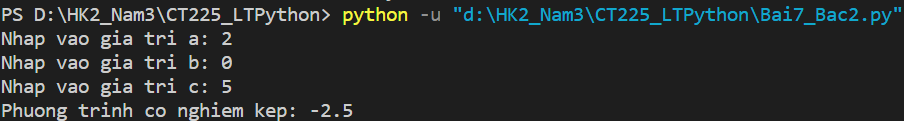 PS D:\HK2_Nam3\CT225_LTPython> python -u "d:\HK2_Nam3\CT225_LTPython\Bai7_Bac2.py"
Nhap vao gia tri a: 2
Nhap vao gia tri b: 0
Nhap vao gia tri c: 5
Phuong trinh co nghiem kep: -2.5